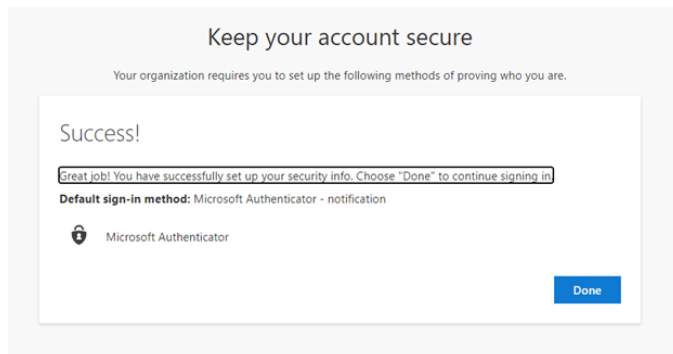 Keep your account secure
Your organization requires you to set up the following methods of proving who you are.
Success!
Great job! You have successfully set up your security info. Choose "Done" to continue signing in.
Default sign-in method: Microsoft Authenticator - notification
Microsoft Authenticator
Done